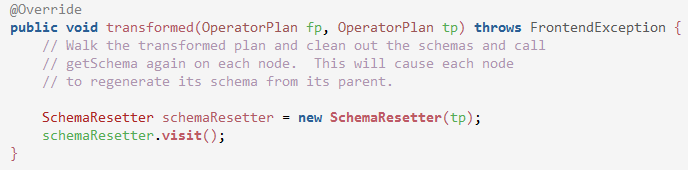 @Override
public void transformed(OperatorPlan fp, OperatorPlan tp) throws FrontendException {
// Walk the transformed plan and clean out the schemas and call
// getSchema again on each node.  This will cause each node
// to regenerate its schema from its parent.
SchemaResetter schemaResetter = new SchemaResetter(tp);
schemaResetter.visit();
}